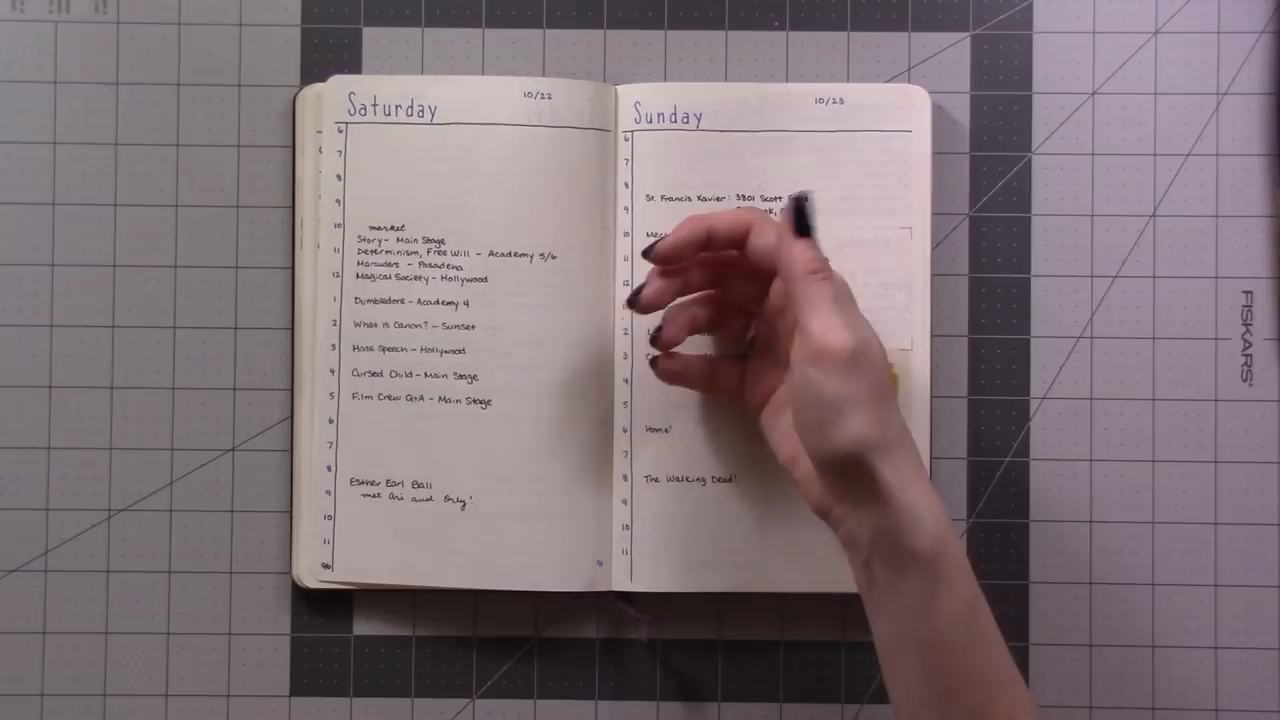 Saturday
10/22
6
7
8
9
10 market
Story - Main Stage
11 Determinism, Free Will - Academy 5/6
Marauders - Pasadena
12 Magical Society - Hollywood
1 Dumbledore - Academy 4
2 What is Canon? - Sunset
3 Hate Speech - Hollywood
4 Cursed Child - Main Stage
5 Film Crew Q+A - Main Stage
6
7
8
Esther Earl Ball
9 met Ari and
10
11
Sunday
10/23
6
7
8
St. Francis Xavier: 3801 Scott
9
10
11
12
2
3
4
5
6 Home!
7
8 The Walking Dead!
9
10
11
FISKARS